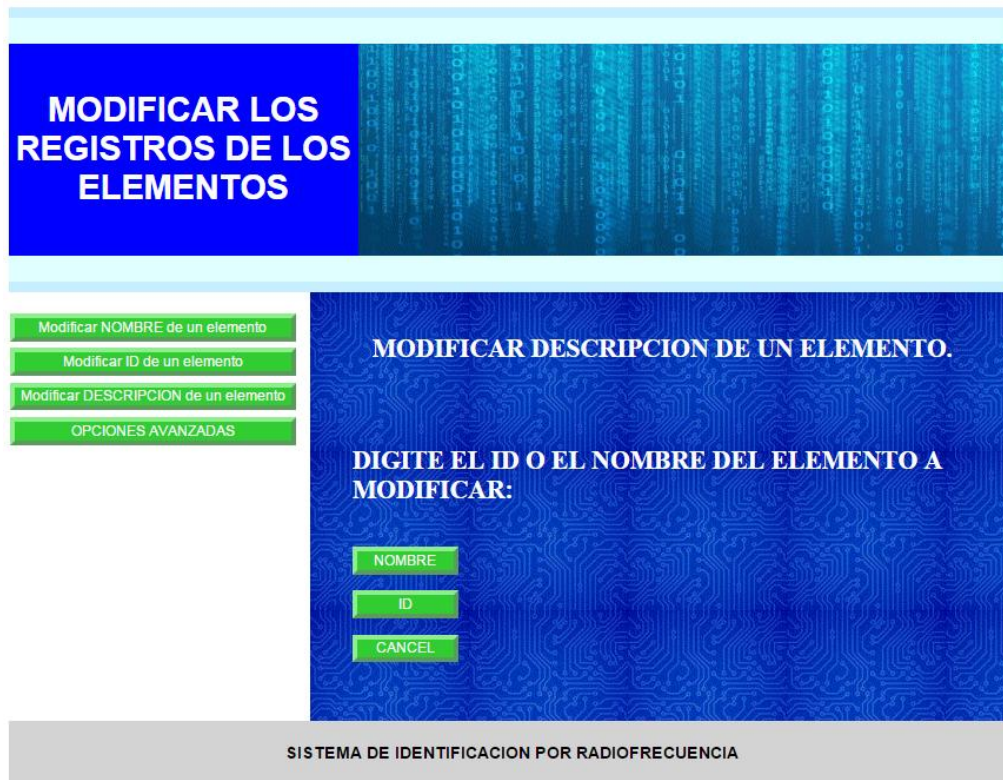 MODIFICAR LOS
REGISTROS DE LOS
ELEMENTOS
Modificar NOMBRE de un elemento
Modificar ID de un elemento
Modificar DESCRIPCION de un elemento
OPCIONES AVANZADAS
MODIFICAR DESCRIPCION DE UN ELEMENTO.
DIGITE EL ID O EL NOMBRE DEL ELEMENTO A
MODIFICAR:
NOMBRE
ID
CANCEL
SISTEMA DE IDENTIFICACION POR RADIOFRECUENCIA